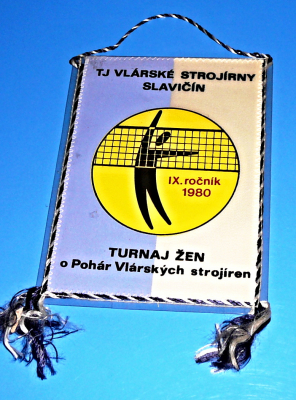 TJ VLÁRSKÉ STROJÍRNY
SLAVIČÍN
IX. ročník
1980
TURNAJ ŽEN
o Pohár Vlárských strojíren